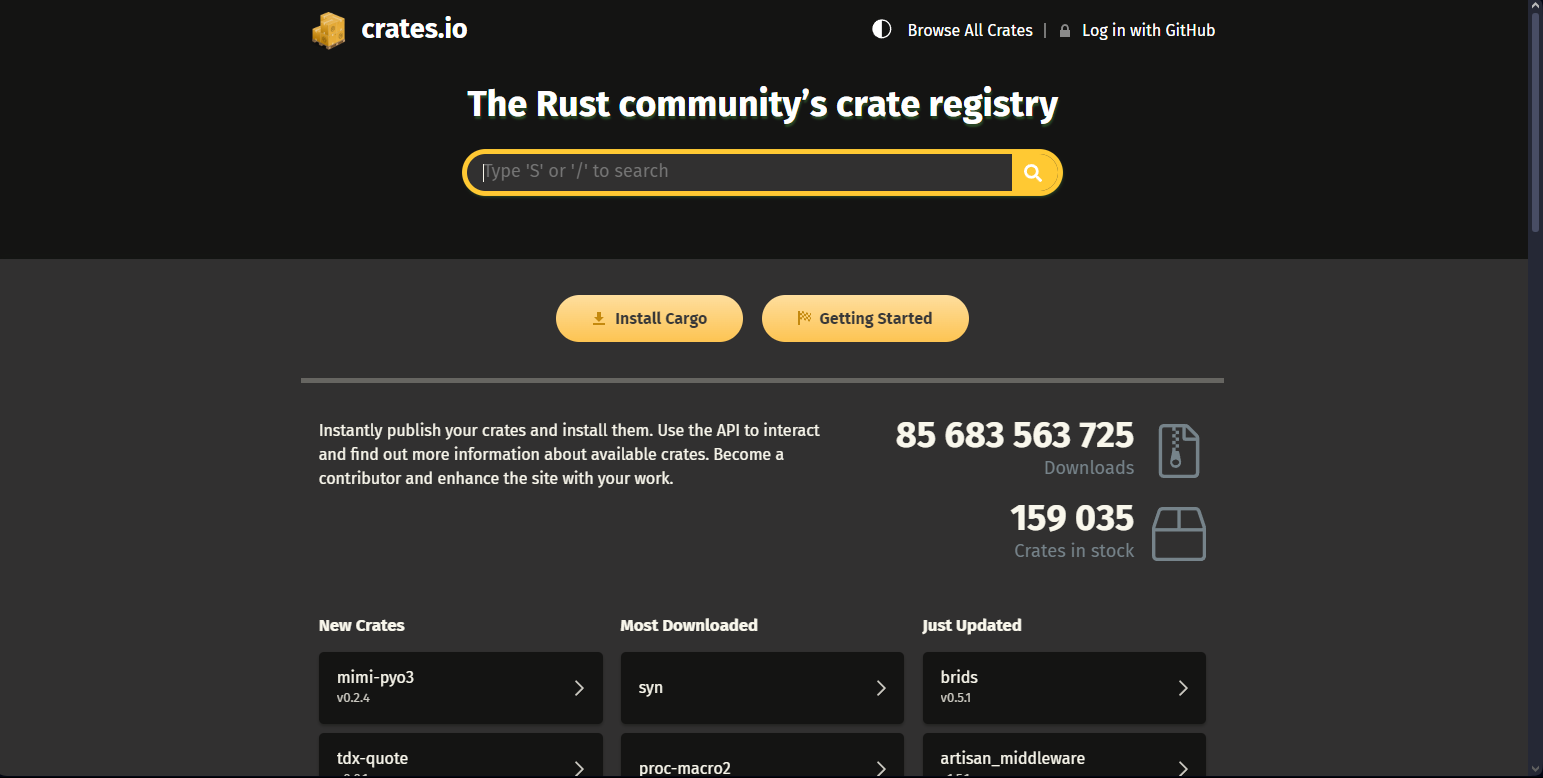 crates.io
Browse All Crates | Log in with GitHub
The Rust community's crate registry
Type 'S' or '/' to search
Install Cargo
Getting Started
Instantly publish your crates and install them. Use the API to interact
and find out more information about available crates. Become a
contributor and enhance the site with your work.
85 683 563 725
Downloads
159 035
Crates in stock
New Crates
mimi-pyo3
v0.2.4
tdx-quote
Most Downloaded
syn
proc-macro2
Just Updated
brids
v0.5.1
artisan_middleware